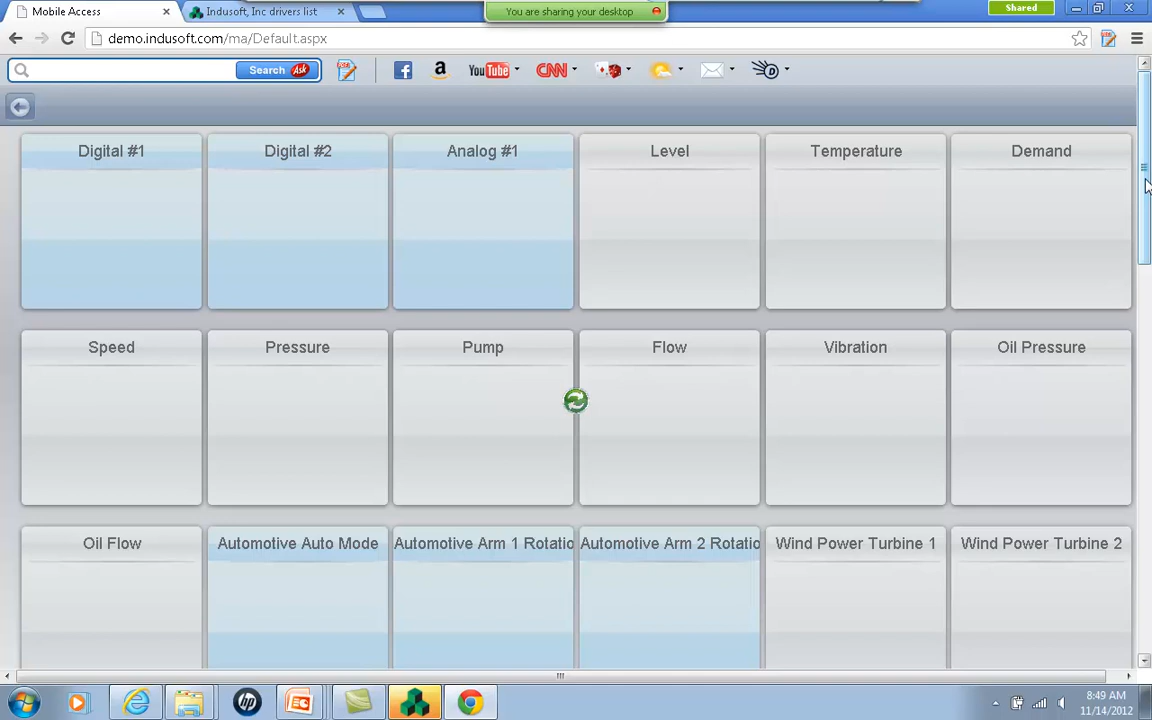 Mobile Access
Indusoft, Inc drivers list
You are sharing your desktop
Shared
demo.indusoft.com/ma/Default.aspx
Search Ask
YouTube
CNN
Digital #1
Digital #2
Analog #1
Level
Temperature
Demand
Speed
Pressure
Pump
Flow
Vibration
Oil Pressure
Oil Flow
Automotive Auto Mode
Automotive Arm 1 Rotatio
Automotive Arm 2 Rotatio
Wind Power Turbine 1
Wind Power Turbine 2
8:49 AM
11/14/2012